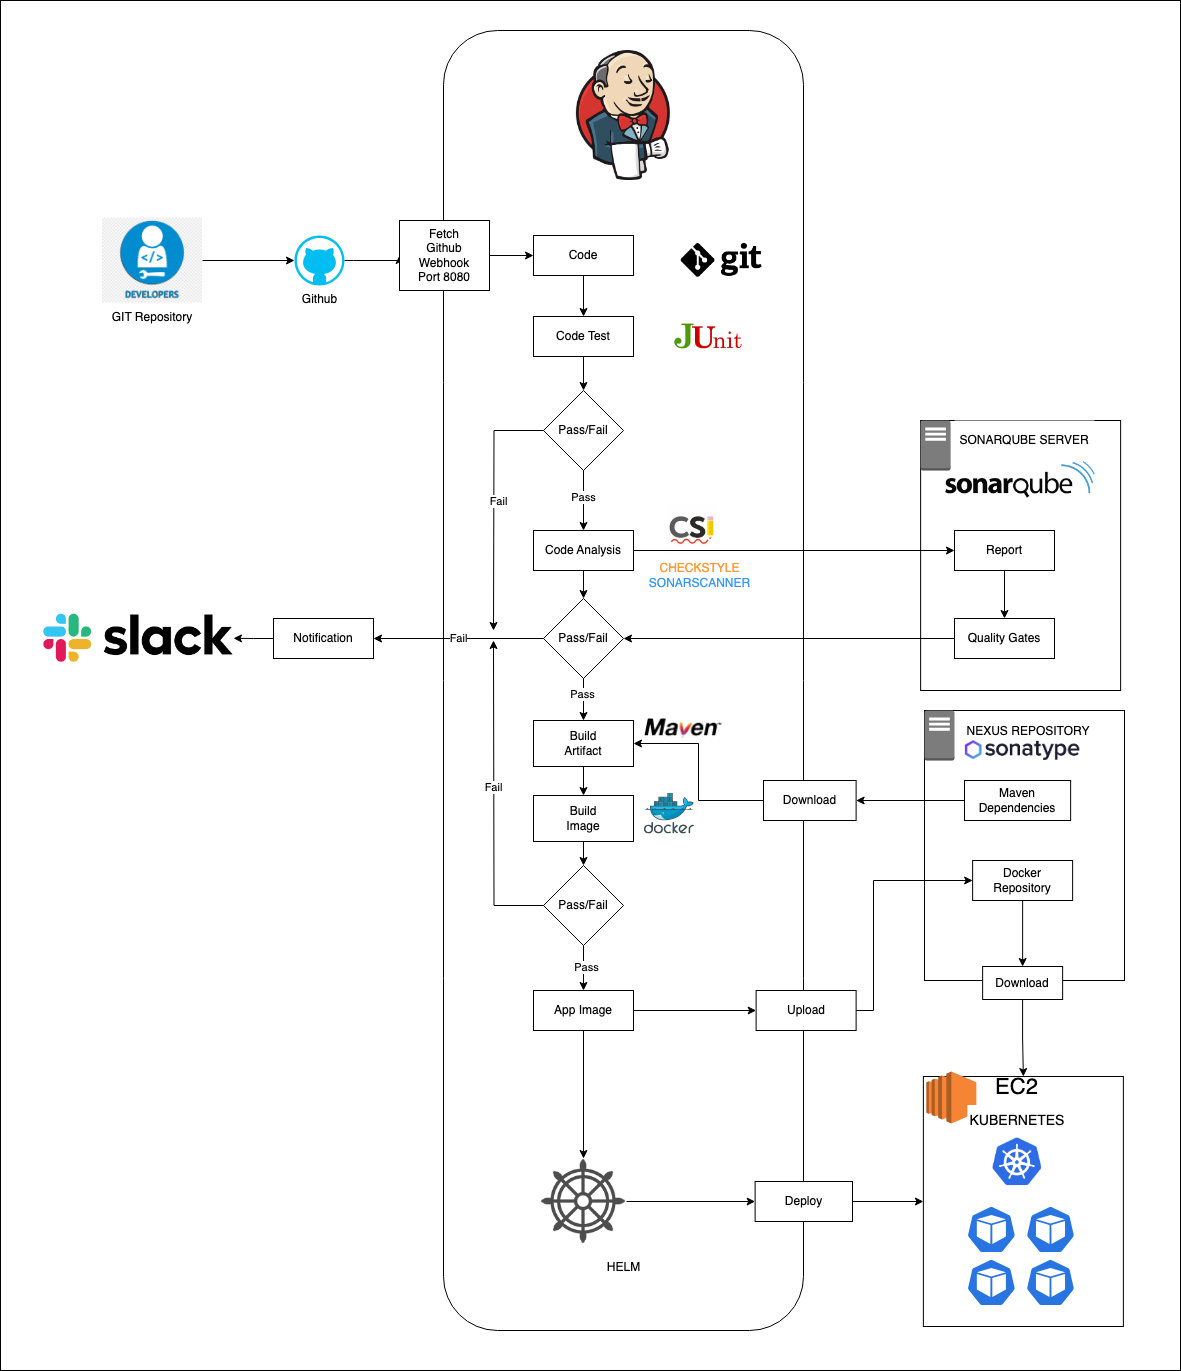 DEVELOPERS
GIT Repository
Github
Fetch
Github
Webhook
Port 8080
Code
git
Code Test
JUnit
Pass/Fail
Fail
Pass
Code Analysis
CSi
CHECKSTYLE
SONARSCANNER
SONARQUBE SERVER
sonarqube
Report
Quality Gates
slack
Notification
Fail
Pass/Fail
Pass
Build
Artifact
Maven™
Fail
Build
Image
docker
Download
NEXUS REPOSITORY
sonatype
Maven
Dependencies
Docker
Repository
Download
Pass/Fail
Pass
App Image
Upload
EC2
KUBERNETES
Deploy
HELM